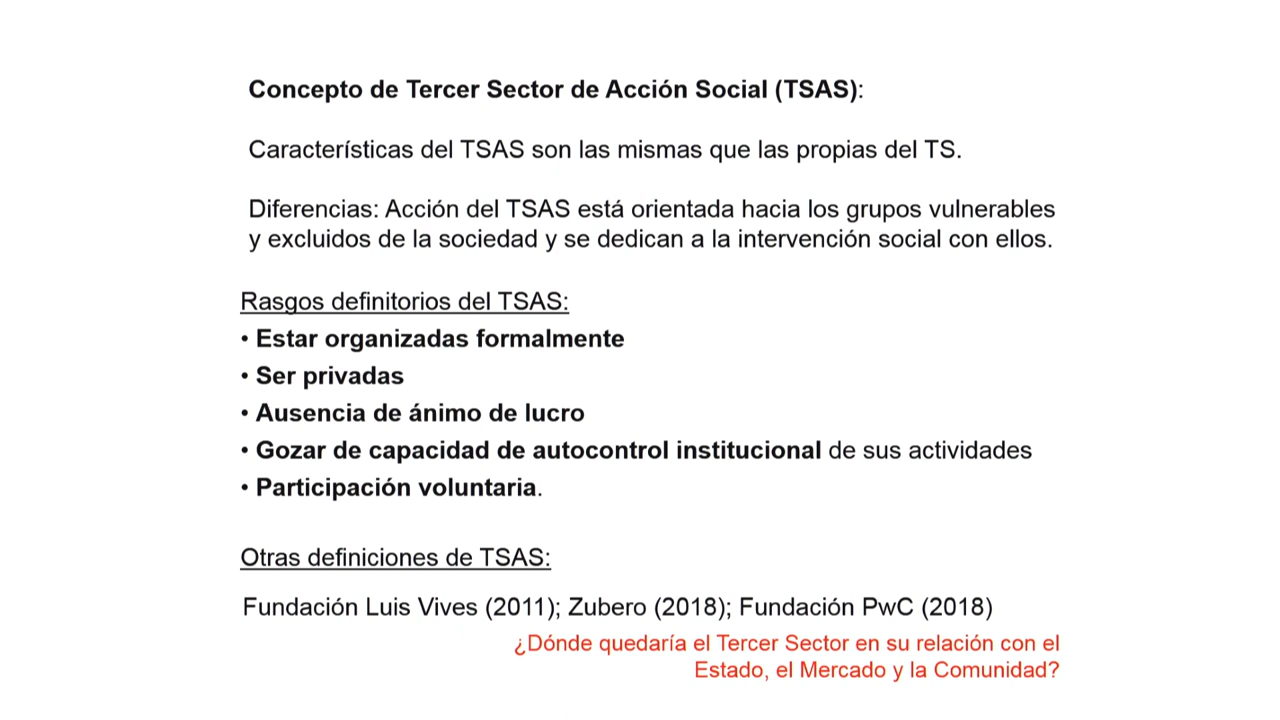 Concepto de Tercer Sector de Acción Social (TSAS):
Características del TSAS son las mismas que las propias del TS.
Diferencias: Acción del TSAS está orientada hacia los grupos vulnerables
y excluidos de la sociedad y se dedican a la intervención social con ellos.
Rasgos definitorios del TSAS:
• Estar organizadas formalmente
• Ser privadas
• Ausencia de ánimo de lucro
• Gozar de capacidad de autocontrol institucional de sus actividades
• Participación voluntaria.
Otras definiciones de TSAS:
Fundación Luis Vives (2011); Zubero (2018); Fundación PwC (2018)
¿Dónde quedaría el Tercer Sector en su relación con el
Estado, el Mercado y la Comunidad?